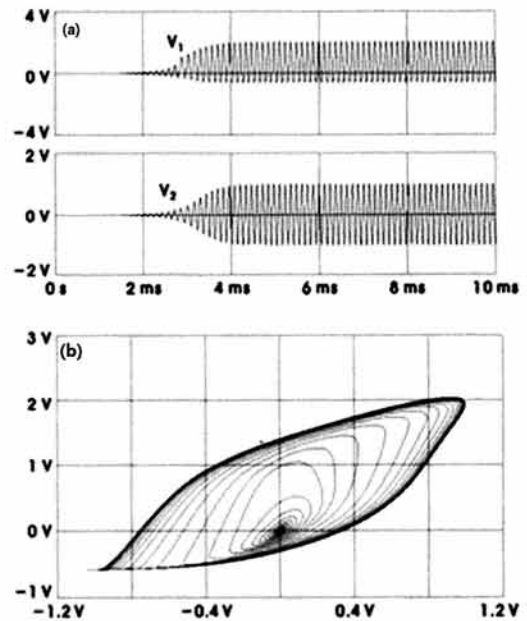 4 V
(a)
V1
0 V
-4 V
2 V
V2
0 V
-2 V
0 s
2 ms
4 ms
6 ms
8 ms
10 ms
3 V
(b)
2 V
1 V
0 V
-1 V
-1.2 V
-0.4 V
0.4 V
1.2 V